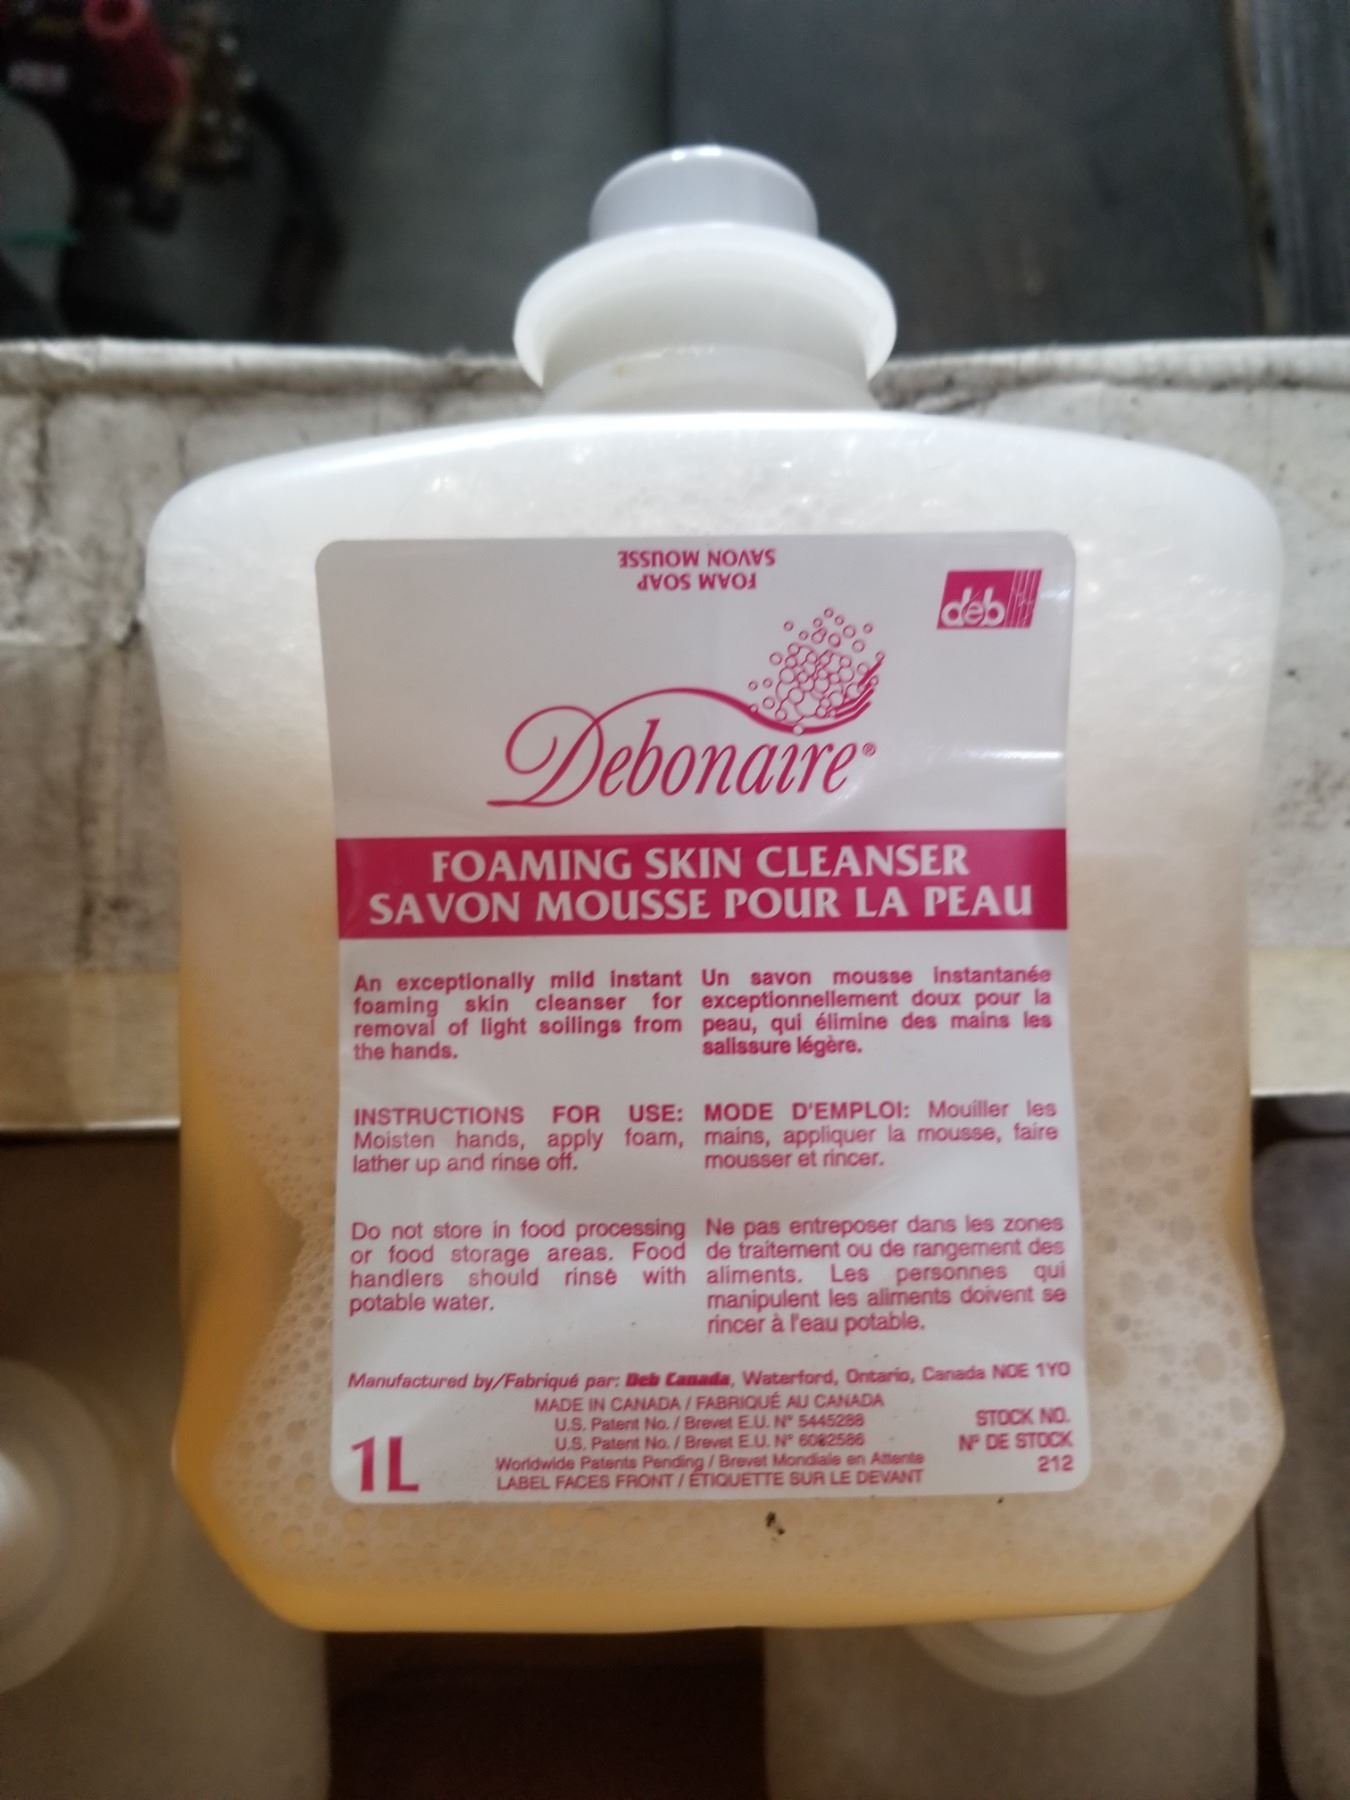 SAVON MOUSSE
FOAM SOAP
deb
Debonaire®
FOAMING SKIN CLEANSER
SAVON MOUSSE POUR LA PEAU
An exceptionally mild instant
foaming skin cleanser for
removal of light soilings from
the hands.
Un savon mousse instantanée
exceptionnellement doux pour la
peau, qui élimine des mains les
salissure légère.
INSTRUCTIONS FOR USE:
Moisten hands, apply foam,
lather up and rinse off.
MODE D'EMPLOI: Mouiller les
mains, appliquer la mousse, faire
mousser et rincer.
Do not store in food processing
or food storage areas. Food
handlers should rinse with
potable water.
Ne pas entreposer dans les zones
de traitement ou de rangement des
aliments. Les personnes qui
manipulent les aliments doivent se
rincer à l'eau potable.
Manufactured by/Fabriqué par: Deb Canada, Waterford, Ontario, Canada N0E 1Y0
MADE IN CANADA / FABRIQUÉ AU CANADA
U.S. Patent No. / Brevet E.U. N° 5445288
U.S. Patent No. / Brevet E.U. N° 6082586
Worldwide Patents Pending / Brevet Mondiale en Attente
LABEL FACES FRONT / ÉTIQUETTE SUR LE DEVANT
1L
STOCK NO.
N° DE STOCK
212